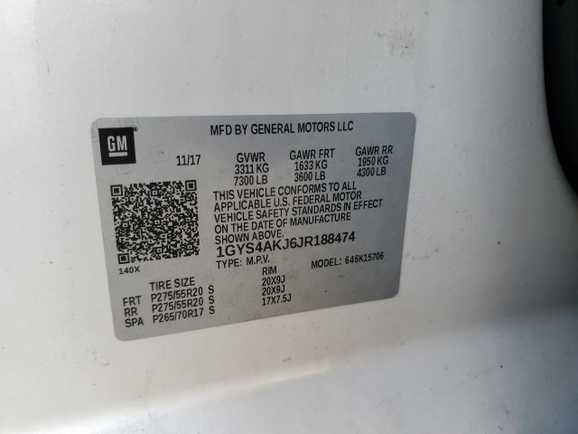 MFD BY GENERAL MOTORS LLC
GM
11/17 GVWR GAWR FRT GAWR RR
3311 KG 1633 KG 1950 KG
7300 LB 3600 LB 4300 LB
THIS VEHICLE CONFORMS TO ALL
APPLICABLE U.S. FEDERAL MOTOR
VEHICLE SAFETY STANDARDS IN EFFECT
ON THE DATE OF MANUFACTURE
1GYS4AKJ6JR188474
140X TYPE: M.P.V. MODEL: 646K15706
TIRE SIZE RIM
FRT P275/55R20 S 20X9J
RR P275/55R20 S 20X9J
SPA P265/70R17 S 17X7.5J